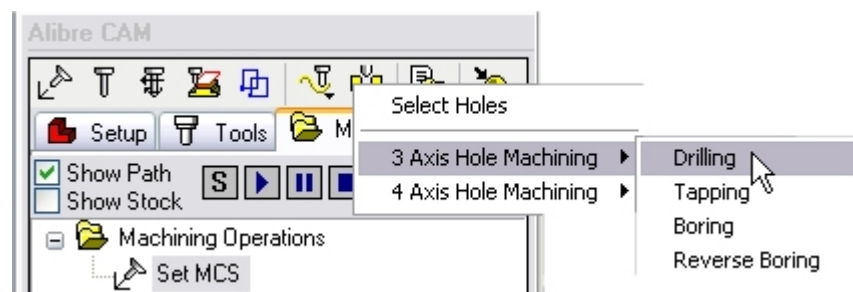 Alibre CAM
Select Holes
Setup Tools M
3 Axis Hole Machining Drilling
Show Path S
4 Axis Hole Machining Tapping
Show Stock
Boring
Machining Operations
Reverse Boring
Set MCS